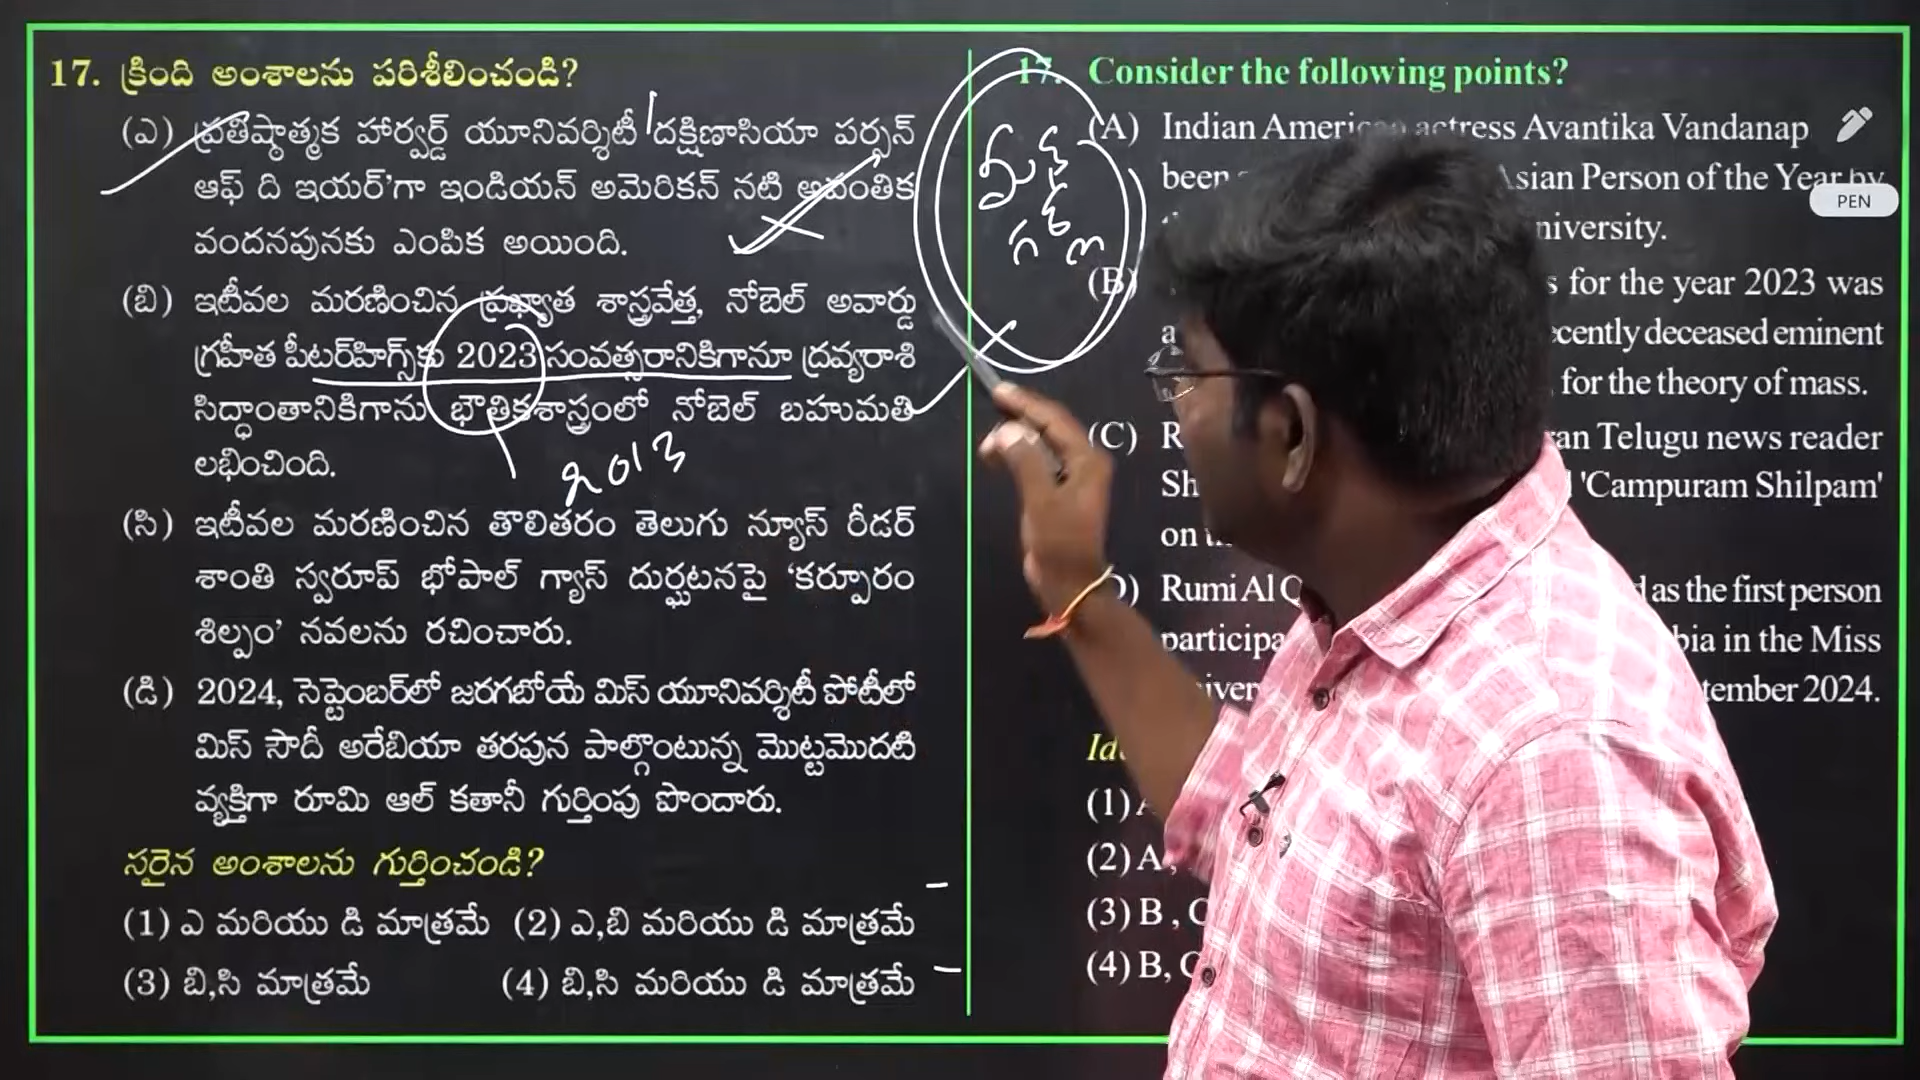 17. క్రింది అంశాలను పరిశీలించండి?
(ఎ) ప్రతిష్ఠాత్మక హార్వర్డ్ యూనివర్శిటీ 'దక్షిణాసియా పర్సన్
ఆఫ్ ది ఇయర్'గా ఇండియన్ అమెరికన్ నటి అవంతిక
వందనపునకు ఎంపిక అయింది.
(బి) ఇటీవల మరణించిన ప్రఖ్యాత శాస్త్రవేత్త, నోబెల్ అవార్డు
గ్రహీత పీటర్‌హిగ్స్‌కు 2023 సంవత్సరానికిగానూ ద్రవ్యరాశి
సిద్ధాంతానికిగాను భౌతికశాస్త్రంలో నోబెల్ బహుమతి
లభించింది.
2013
(సి) ఇటీవల మరణించిన తొలితరం తెలుగు న్యూస్ రీడర్
శాంతి స్వరూప్ భోపాల్ గ్యాస్ దుర్ఘటనపై 'కర్పూరం
శిల్పం' నవలను రచించారు.
(డి) 2024, సెప్టెంబర్‌లో జరగబోయే మిస్ యూనివర్శిటీ పోటీలో
మిస్ సౌదీ అరేబియా తరపున పాల్గొంటున్న మొట్టమొదటి
వ్యక్తిగా రూమి ఆల్ కతానీ గుర్తింపు పొందారు.
సరైన అంశాలను గుర్తించండి?
(1) ఎ మరియు డి మాత్రమే (2) ఎ,బి మరియు డి మాత్రమే
(3) బి,సి మాత్రమే (4) బి,సి మరియు డి మాత్రమే
17. Consider the following points?
(A) Indian American actress Avantika Vandanap
been Asian Person of the Year by
niversity.
(B) s for the year 2023 was
a ecently deceased eminent
for the theory of mass.
(C) R ran Telugu news reader
Sh 'Campuram Shilpam'
on
D) Rumi Al Q d as the first person
participa bia in the Miss
niver tember 2024.
Id
(1) A
(2) A,
(3) B , C
(4) B, C
PEN